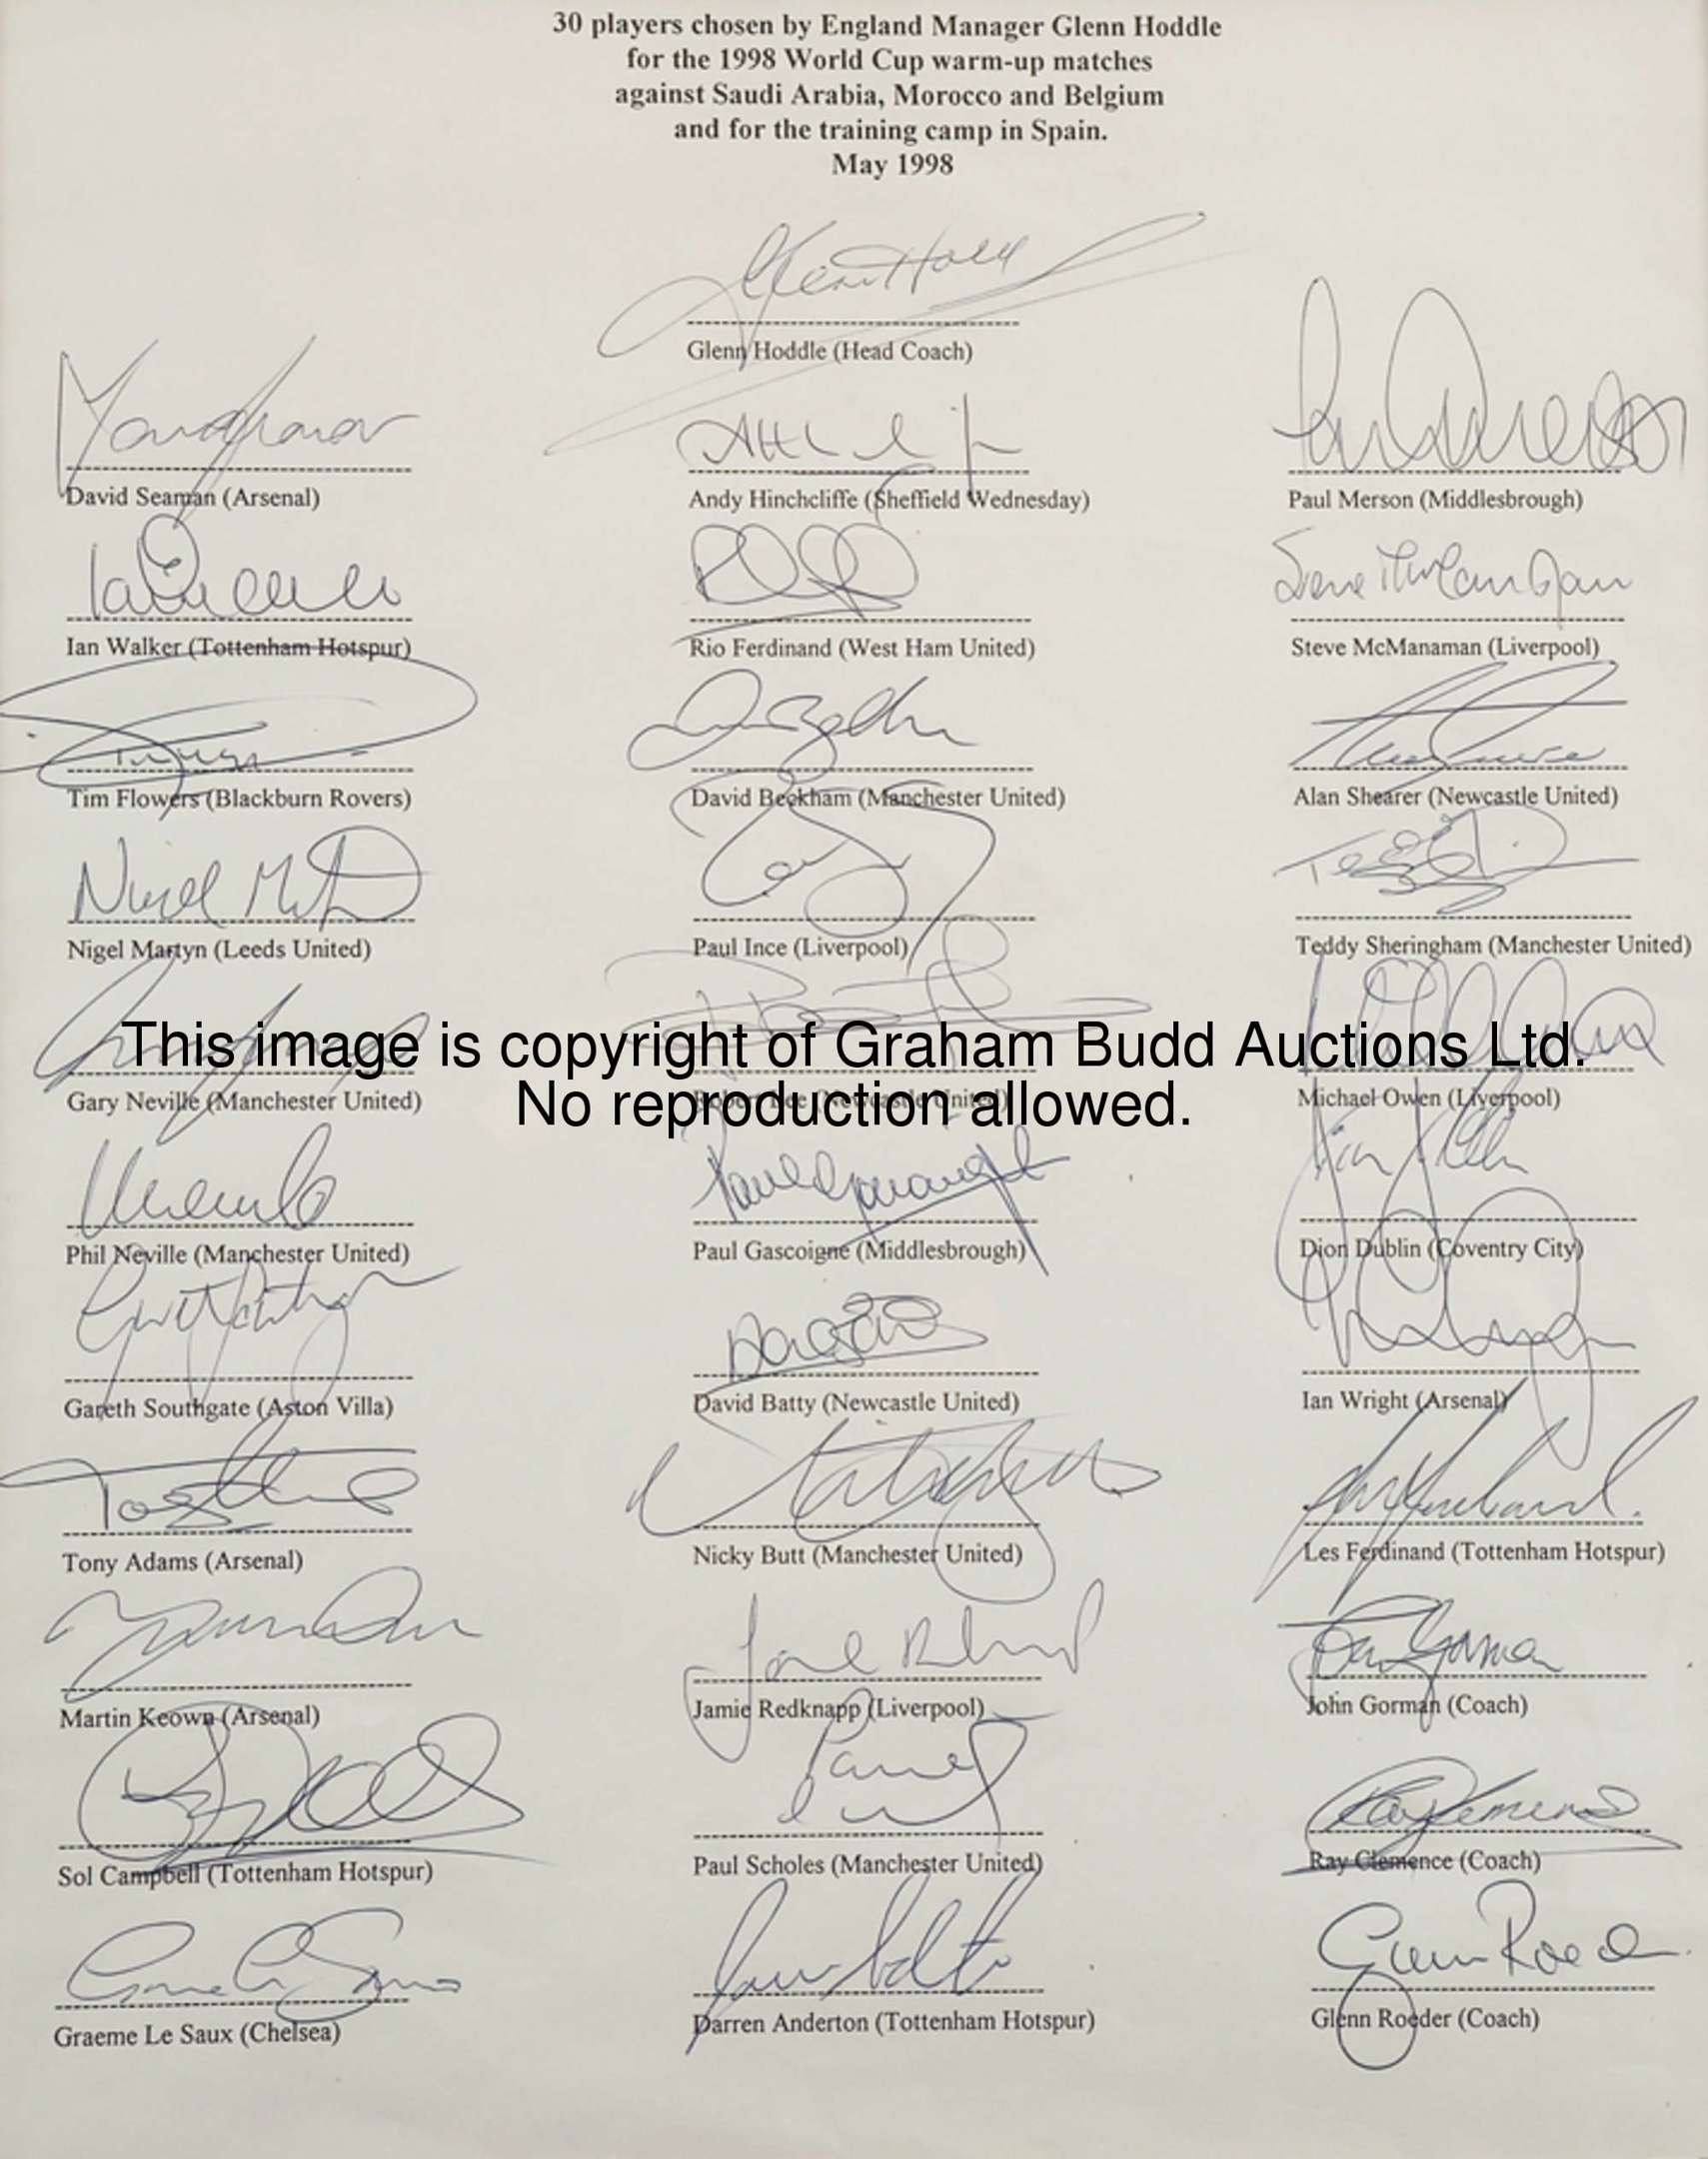 30 players chosen by England Manager Glenn Hoddle
for the 1998 World Cup warm-up matches
against Saudi Arabia, Morocco and Belgium
and for the training camp in Spain.
May 1998
Glenn Hoddle (Head Coach)
David Seaman (Arsenal)
Ian Walker (Tottenham Hotspur)
Tim Flowers (Blackburn Rovers)
Nigel Martyn (Leeds United)
Gary Neville (Manchester United)
Phil Neville (Manchester United)
Gareth Southgate (Aston Villa)
Tony Adams (Arsenal)
Martin Keown (Arsenal)
Sol Campbell (Tottenham Hotspur)
Graeme Le Saux (Chelsea)
Andy Hinchcliffe (Sheffield Wednesday)
Rio Ferdinand (West Ham United)
David Beckham (Manchester United)
Paul Ince (Liverpool)
Robert Lee (Newcastle United)
Paul Gascoigne (Middlesbrough)
David Batty (Newcastle United)
Nicky Butt (Manchester United)
Jamie Redknapp (Liverpool)
Paul Scholes (Manchester United)
Darren Anderton (Tottenham Hotspur)
Paul Merson (Middlesbrough)
Steve McManaman (Liverpool)
Alan Shearer (Newcastle United)
Teddy Sheringham (Manchester United)
Michael Owen (Liverpool)
Dion Dublin (Coventry City)
Ian Wright (Arsenal)
Les Ferdinand (Tottenham Hotspur)
John Gorman (Coach)
Ray Clemence (Coach)
Glenn Roeder (Coach)
This image is copyright of Graham Budd Auctions Ltd.
No reproduction allowed.